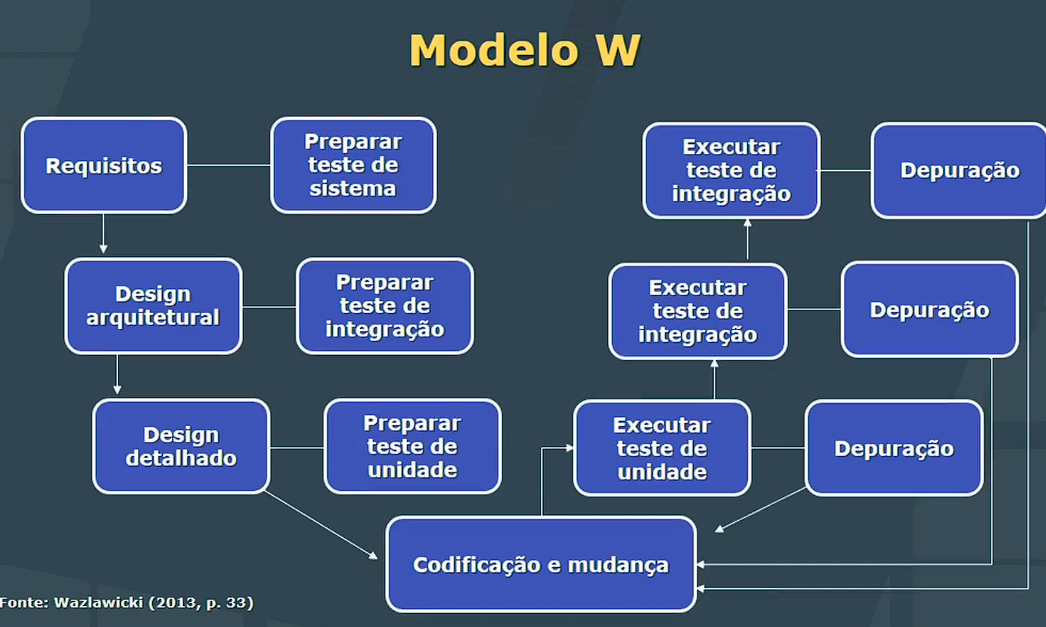 Modelo W
Requisitos
Preparar
teste de
sistema
Executar
teste de
integração
Depuração
Design
arquitetural
Preparar
teste de
integração
Executar
teste de
integração
Depuração
Design
detalhado
Preparar
teste de
unidade
Executar
teste de
unidade
Depuração
Codificação e mudança
Fonte: Wazlawicki (2013, p. 33)